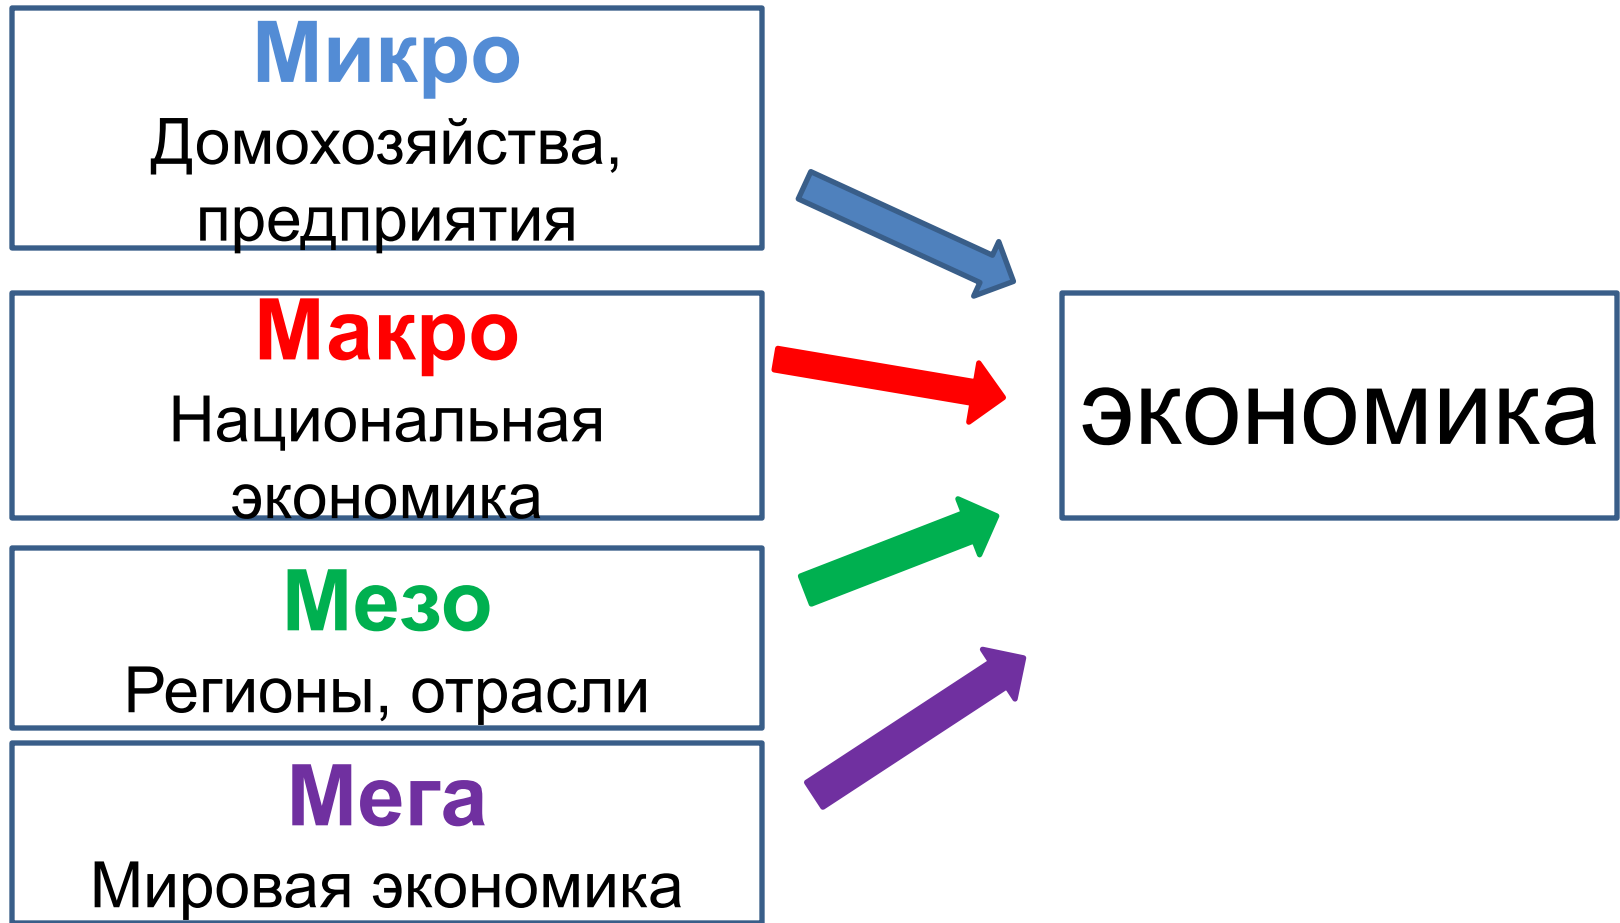 Микро
Домохозяйства,
предприятия
Макро
Национальная
экономика
Мезо
Регионы, отрасли
Мега
Мировая экономика
экономика